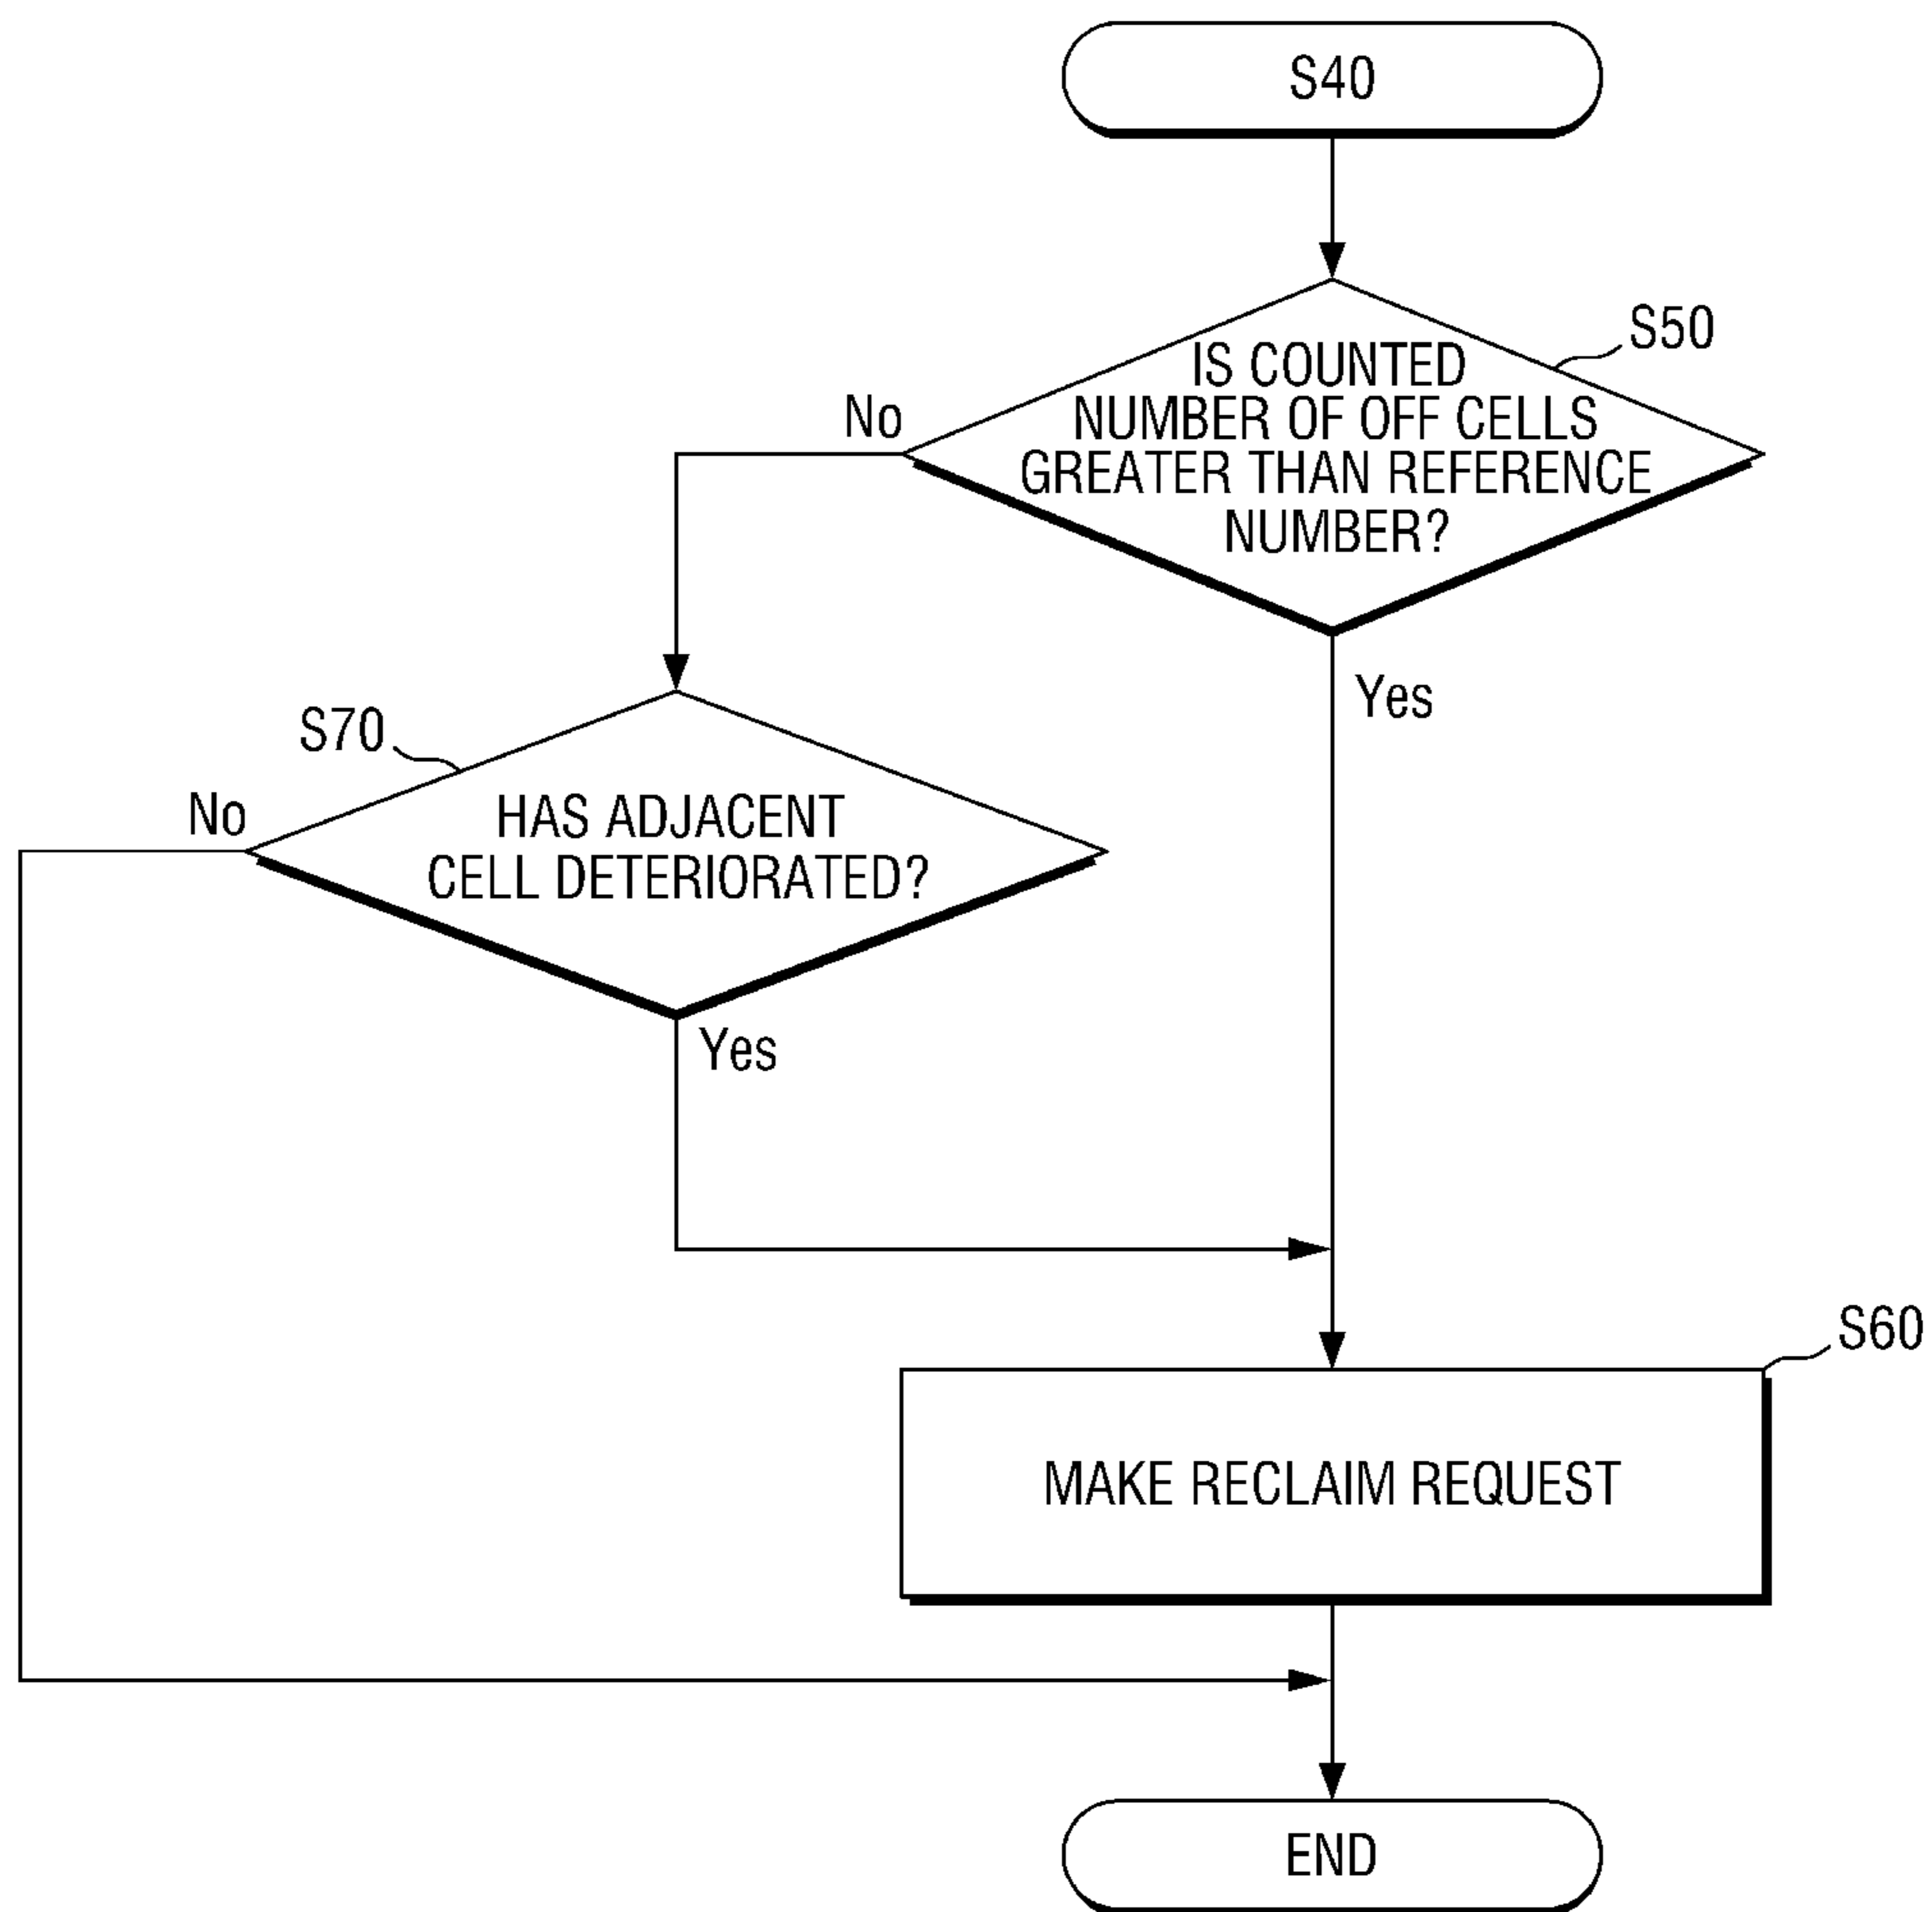 S40
S50
IS COUNTED
NUMBER OF OFF CELLS
GREATER THAN REFERENCE
NUMBER?
No
Yes
S70
No
HAS ADJACENT
CELL DETERIORATED?
Yes
S60
MAKE RECLAIM REQUEST
END